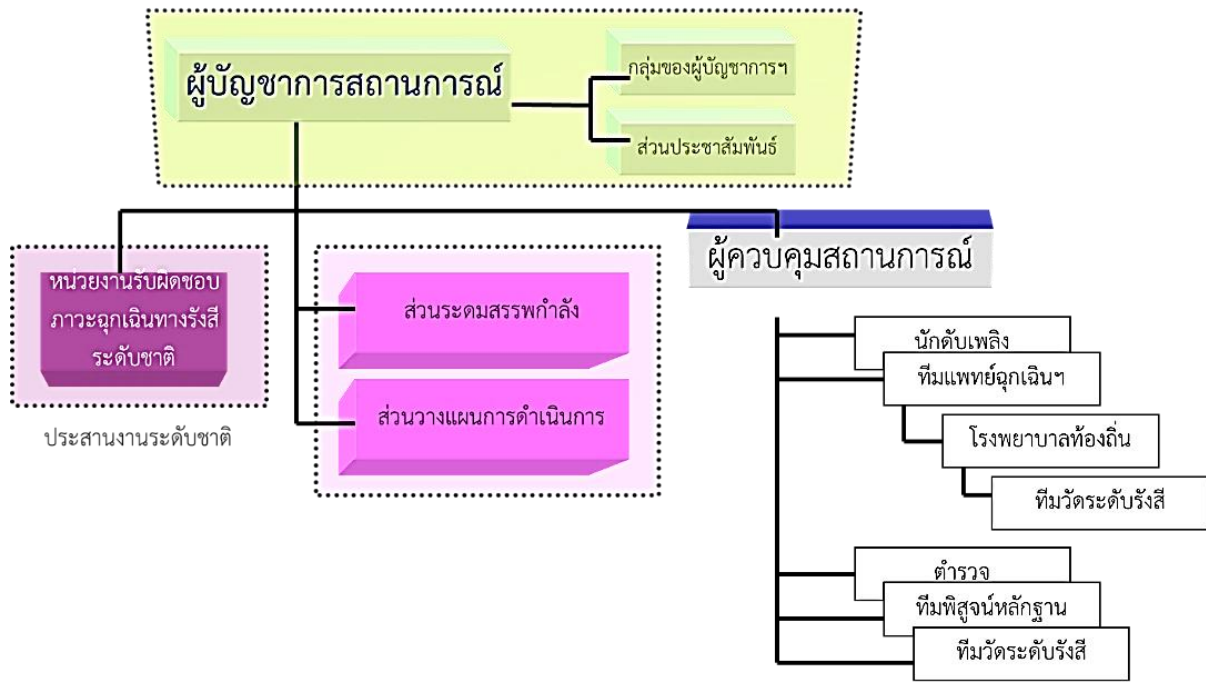 ผู้บัญชาการสถานการณ์
กลุ่มของผู้บัญชาการฯ
ส่วนประชาสัมพันธ์
หน่วยงานรับผิดชอบ
ภาวะฉุกเฉินทางรังสี
ระดับชาติ
ประสานงานระดับชาติ
ส่วนระดมสรรพกำลัง
ส่วนวางแผนการดำเนินการ
ผู้ควบคุมสถานการณ์
นักดับเพลิง
ทีมแพทย์ฉุกเฉินฯ
โรงพยาบาลท้องถิ่น
ทีมวัดระดับรังสี
ตำรวจ
ทีมพิสูจน์หลักฐาน
ทีมวัดระดับรังสี